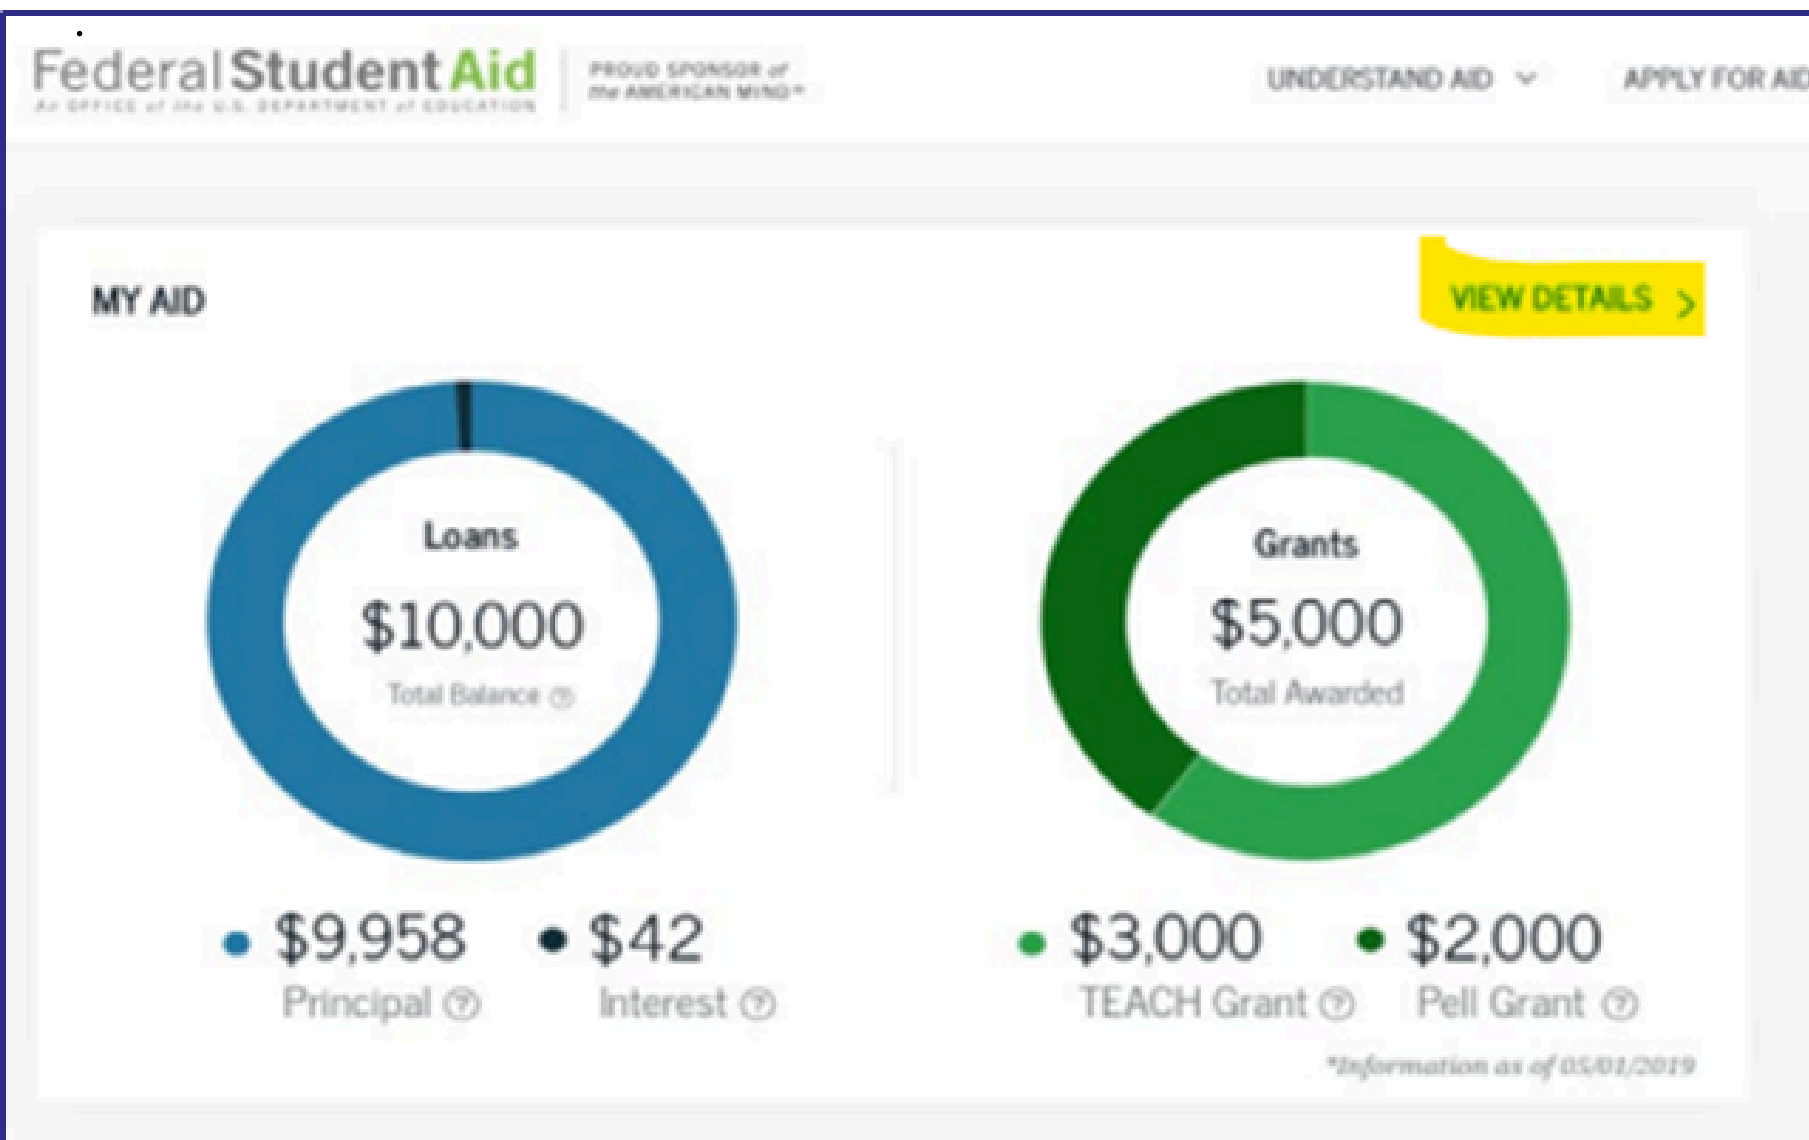 Federal Student Aid
An OFFICE of the U.S. DEPARTMENT of EDUCATION
PROUD SPONSOR of
the AMERICAN MIND℠
UNDERSTAND AID
APPLY FOR AID
MY AID
VIEW DETAILS >
Loans
$10,000
Total Balance ?
$9,958
Principal ?
$42
Interest ?
Grants
$5,000
Total Awarded
$3,000
TEACH Grant ?
$2,000
Pell Grant ?
*Information as of 05/01/2019